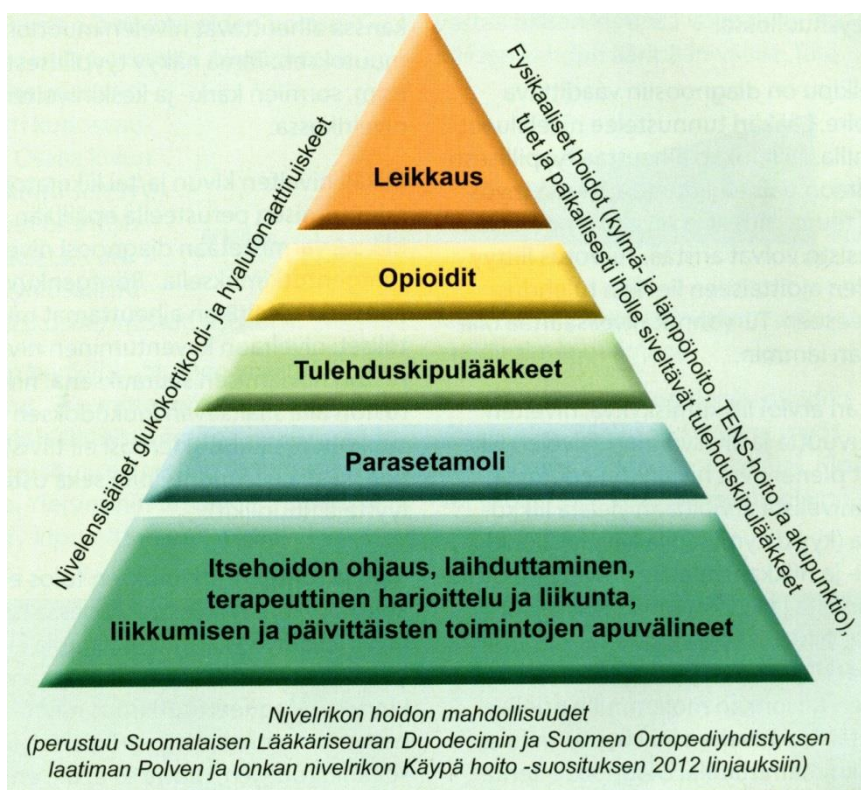 Nivelensisäiset glukokortikoidi- ja hyaluronaattiruiskeet
Fysikaaliset hoidot (kylmä- ja lämpöhoito, TENS-hoito ja akupunktio),
tuet ja paikallisesti iholle siveltävät tulehduskipulääkkeet
Leikkaus
Opioidit
Tulehduskipulääkkeet
Parasetamoli
Itsehoidon ohjaus, laihduttaminen,
terapeuttinen harjoittelu ja liikunta,
liikkumisen ja päivittäisten toimintojen apuvälineet
Nivelrikon hoidon mahdollisuudet
(perustuu Suomalaisen Lääkäriseuran Duodecimin ja Suomen Ortopediyhdistyksen
laatiman Polven ja lonkan nivelrikon Käypä hoito -suosituksen 2012 linjauksiin)